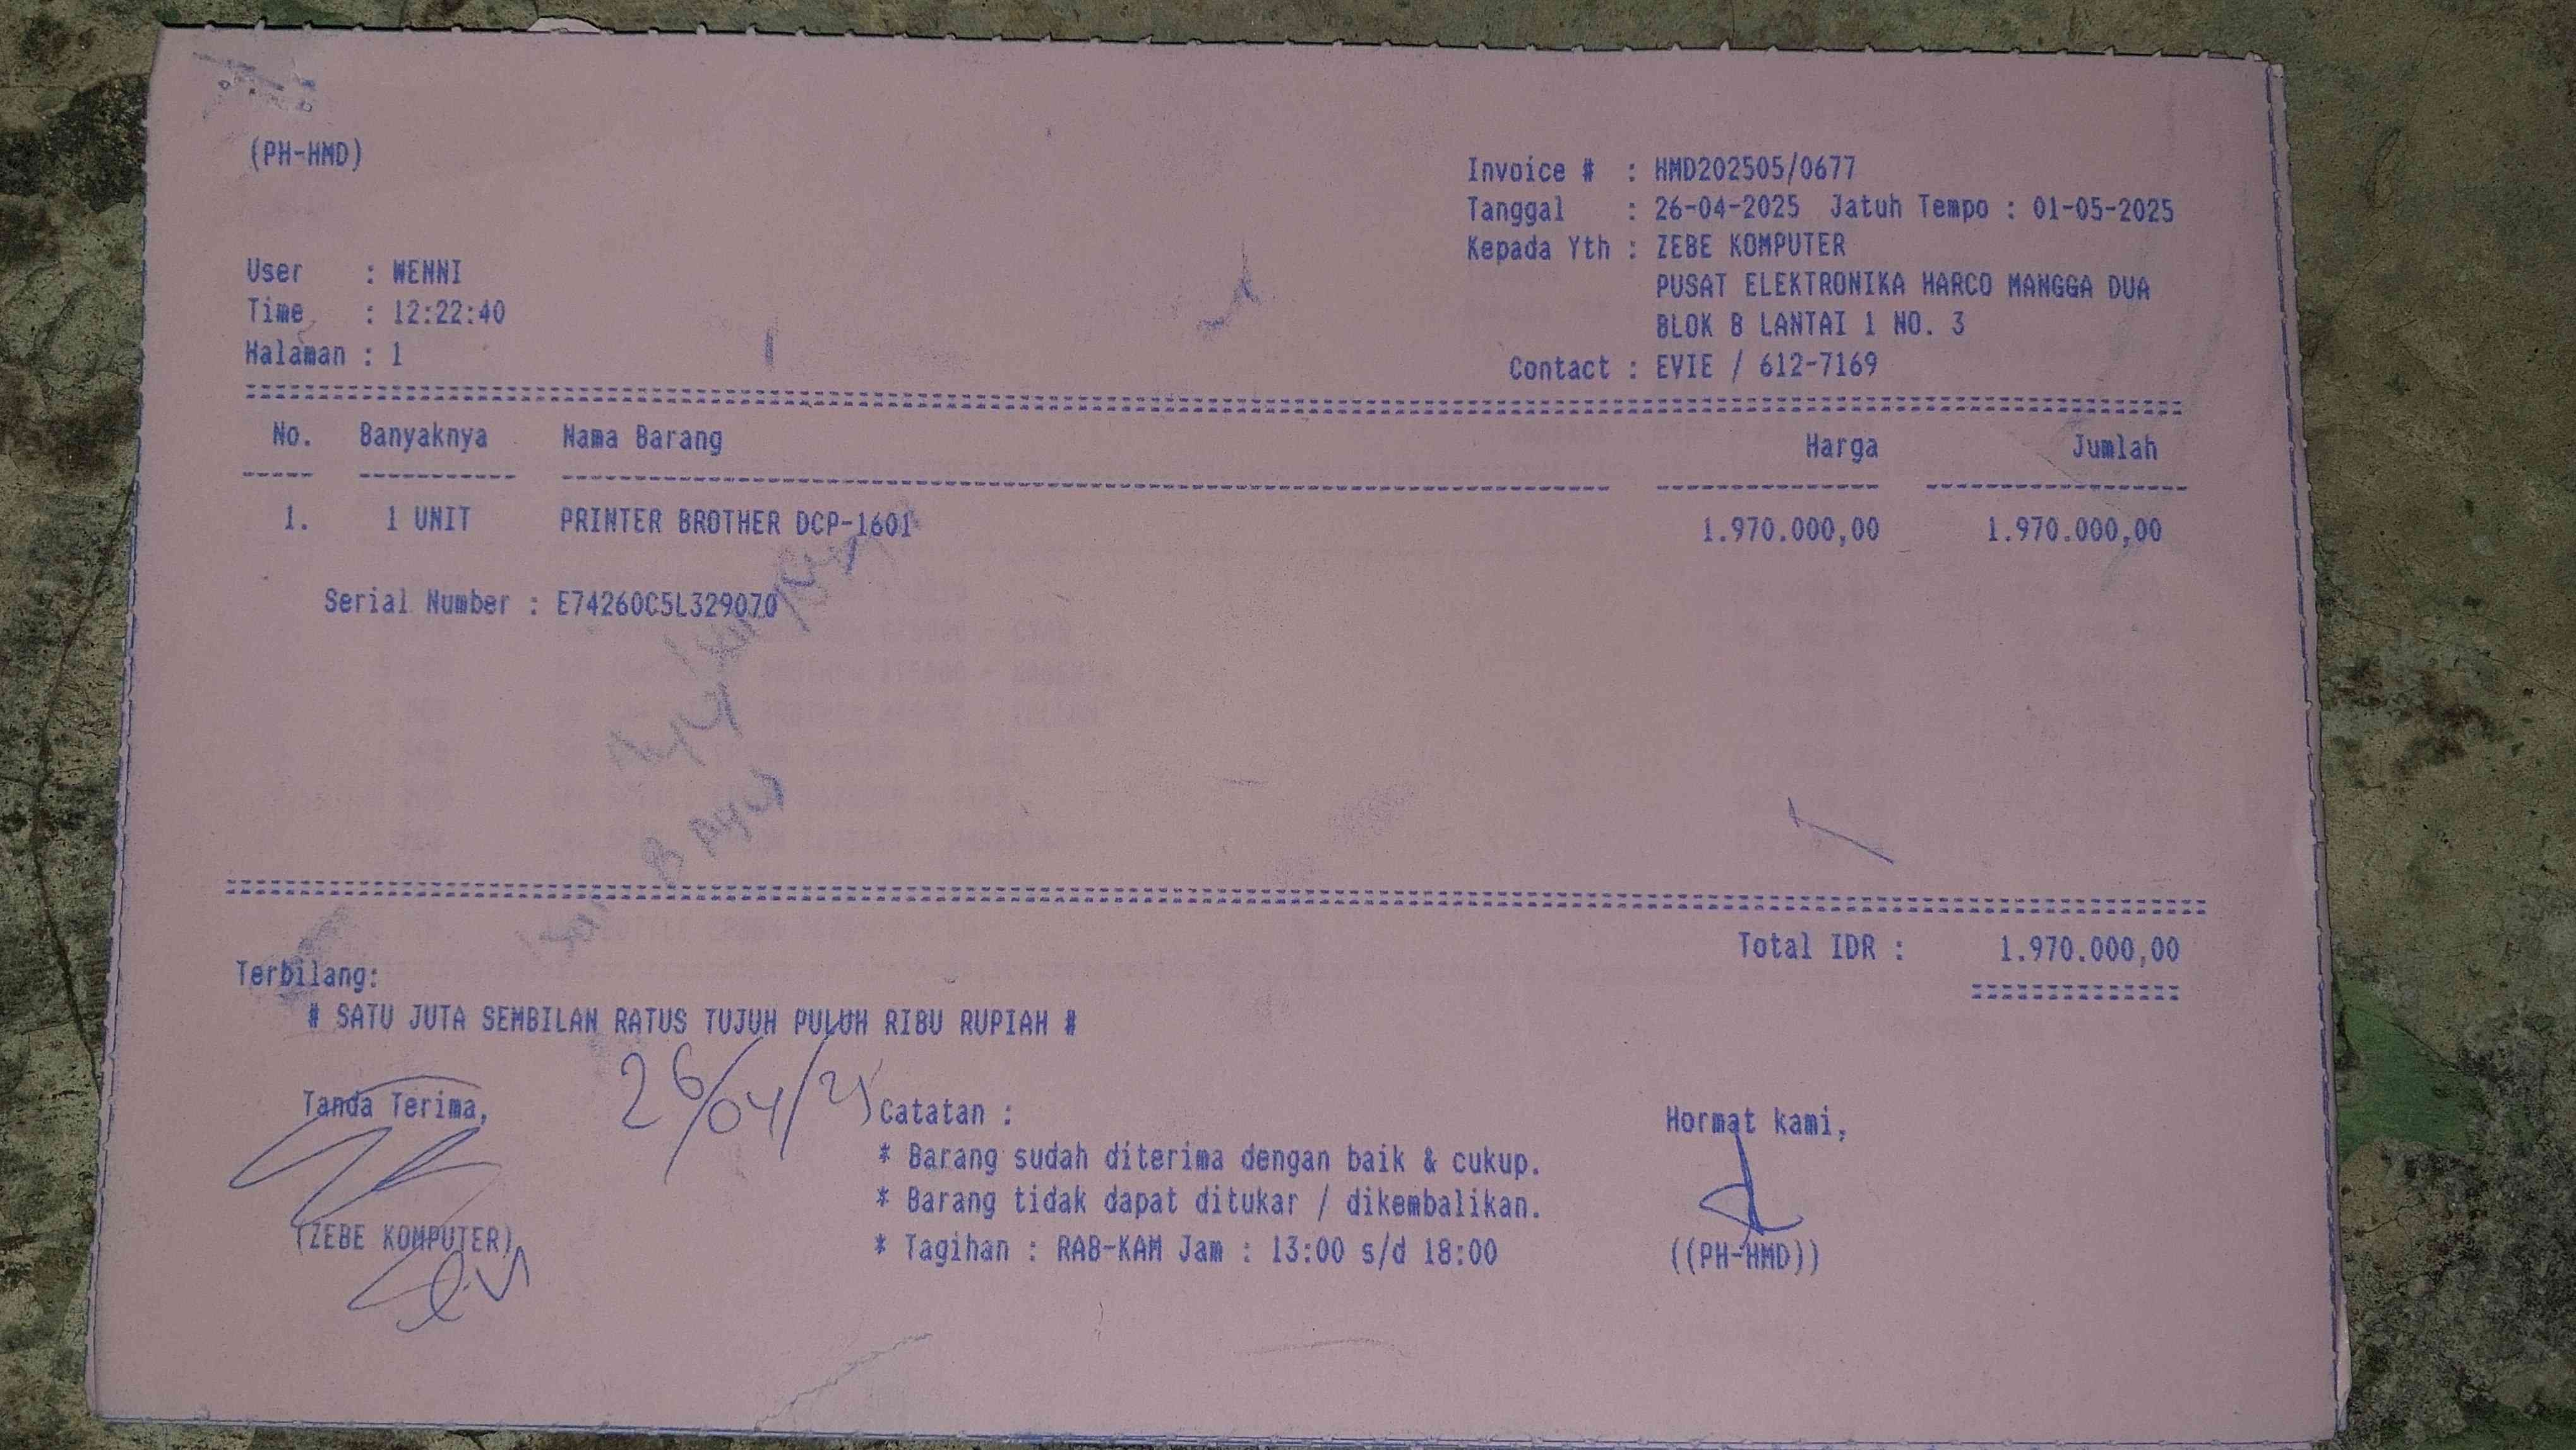 (PH-HMD)
Invoice # : HMD202505/0677
Tanggal : 26-04-2025 Jatuh Tempo : 01-05-2025
Kepada Yth : ZEBE KOMPUTER
PUSAT ELEKTRONIKA HARCO MANGGA DUA
BLOK B LANTAI 1 NO. 3
Contact : EVIE / 612-7169
User : WENNI
Time : 12:22:40
Halaman : 1
No. Banyaknya Nama Barang Harga Jumlah
1. 1 UNIT PRINTER BROTHER DCP-1601 1.970.000,00 1.970.000,00
Serial Number : E74260C5L329070
Total IDR : 1.970.000,00
Terbilang:
# SATU JUTA SEMBILAN RATUS TUJUH PULUH RIBU RUPIAH #
26/04/25
Tanda Terima,
(ZEBE KOMPUTER)
Catatan :
* Barang sudah diterima dengan baik & cukup.
* Barang tidak dapat ditukar / dikembalikan.
* Tagihan : RAB-KAM Jam : 13:00 s/d 18:00
Hormat kami,
((PH-HMD))